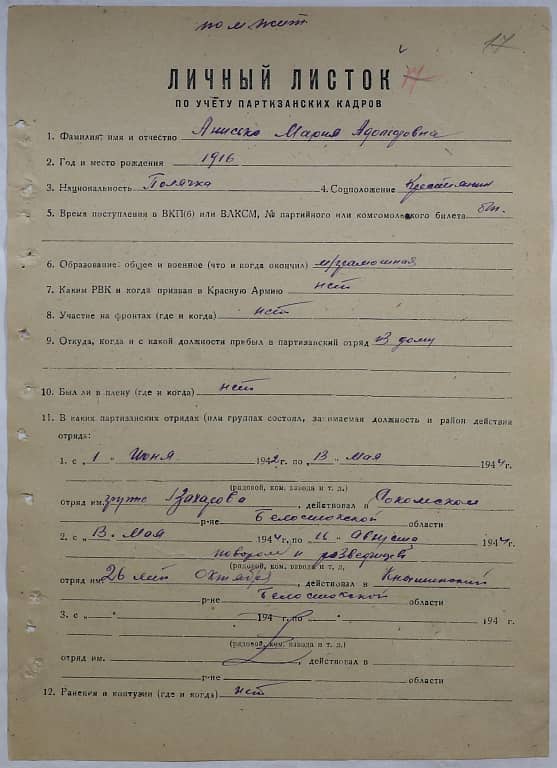 17
ЛИЧНЫЙ ЛИСТОК
ПО УЧЁТУ ПАРТИЗАНСКИХ КАДРОВ
1. Фамилия, имя и отчество Мария Адольфовна
2. Год и место рождения 1916
3. Национальность Полячка 4. Соцположение
5. Время поступления в ВКП(б) или ВЛКСМ, № партийного или комсомольского билета бп.
6. Образование: общее и военное (что и когда окончил) м/грамотная
7. Каким РВК и когда призван в Красную Армию нет
8. Участие на фронтах (где и когда) нет
9. Откуда, когда и с какой должности прибыл в партизанский отряд из дому
10. Был ли в плену (где и когда) нет
11. В каких партизанских отрядах (или группах состоял, занимаемая должность и район действия
отряда:
1. с „ 1 " Июня 1942 г. по „ 13 " Мая 1944 г.
(рядовой, ком. взвода и т. д.)
отряд им. группе Захарова, действовал в
р-не Белостокской области
2. с „ 13 " Мая 1944 г. по „ 16 " Августа 1944 г.
поваром и разведчицей
(рядовой, ком. взвода и т. д.)
отряд им. 26 лет Октября, действовал в Кнышинский
р-не Белостокской области
3. с „ " 194 г. по „ " 194 г.
(рядовой, ком. взвода и т. д.)
отряд им. , действовал в
р-не области
12. Ранения и контузии (где и когда) нет